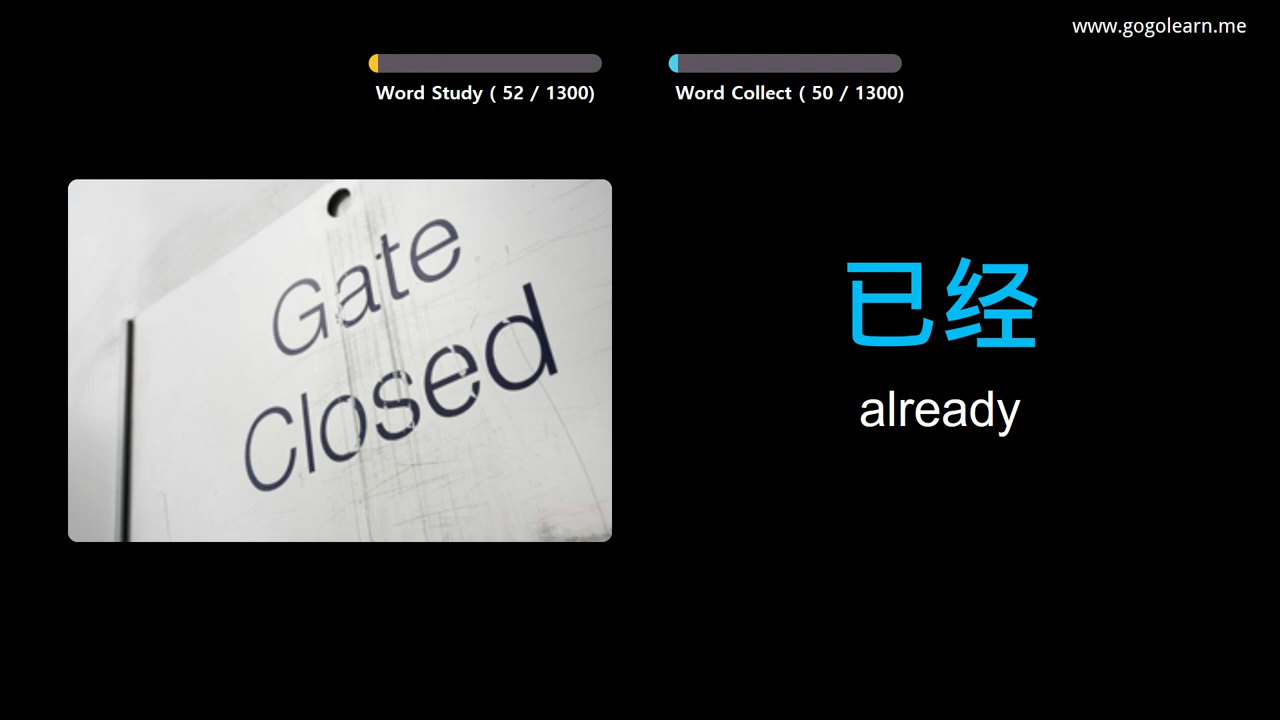 www.gogolearn.me
Word Study ( 52 / 1300)
Word Collect ( 50 / 1300)
Gate
Closed
已经
already